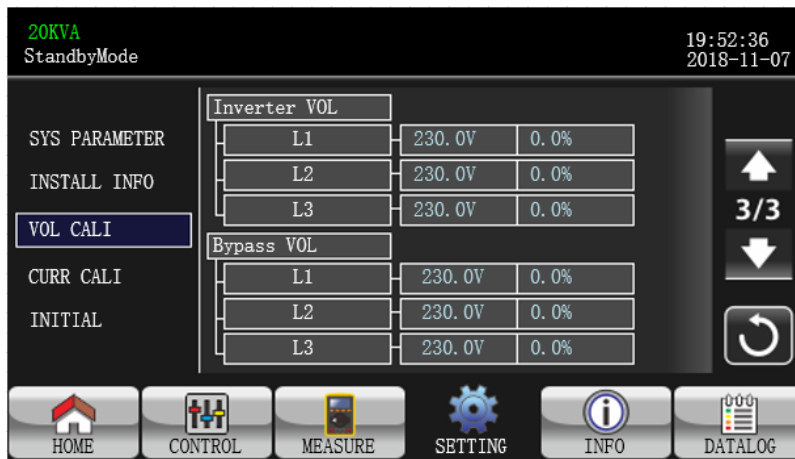 20KVA
StandbyMode
19:52:36
2018-11-07
SYS PARAMETER
INSTALL INFO
VOL CALI
CURR CALI
INITIAL
Inverter VOL
L1 230.0V 0.0%
L2 230.0V 0.0%
L3 230.0V 0.0%
Bypass VOL
L1 230.0V 0.0%
L2 230.0V 0.0%
L3 230.0V 0.0%
3/3
HOME CONTROL MEASURE SETTING INFO DATALOG